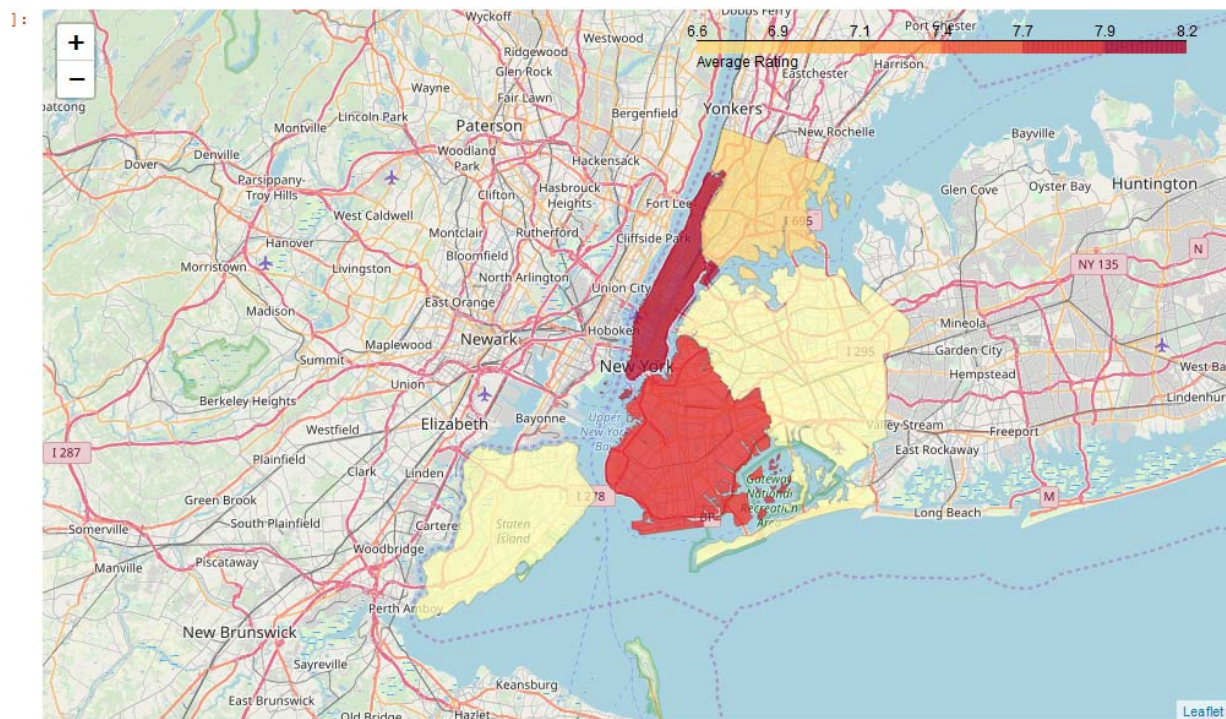 ]:
+
−
6.6 6.9 7.1 7.4 7.7 7.9 8.2
Average Rating
Wyckoff
Westwood
Dobbs Ferry
Port Chester
Ridgewood
Glen Rock
Eastchester
Harrison
Wayne
Fair Lawn
Bergenfield
Yonkers
Montville
Lincoln Park
Paterson
New Rochelle
Bayville
Dover
Denville
Woodland
Park
Hackensack
Parsippany-
Troy Hills
Clifton
Hasbrouck
Heights
Fort Lee
Glen Cove
Oyster Bay
Huntington
West Caldwell
I 695
Montclair
Rutherford
Cliffside Park
Hanover
Bloomfield
N
Morristown
Livingston
North Arlington
NY 135
Union City
East Orange
Madison
Hoboken
Mineola
Maplewood
Newark
I 295
Garden City
Summit
New York
Hempstead
West Ba
Union
Berkeley Heights
Lindenhur
Elizabeth
Bayonne
Upper
New York
Bay
Valley Stream
Freeport
Westfield
East Rockaway
I 287
Plainfield
Clark
Linden
Gateway
National
Recreation
Area
I 278
M
Green Brook
Long Beach
Somerville
South Plainfield
Carteret
Staten
Island
Woodbridge
Manville
Piscataway
Perth Amboy
New Brunswick
Sayreville
Keansburg
East Brunswick
Old Bridge
Hazlet
Leaflet